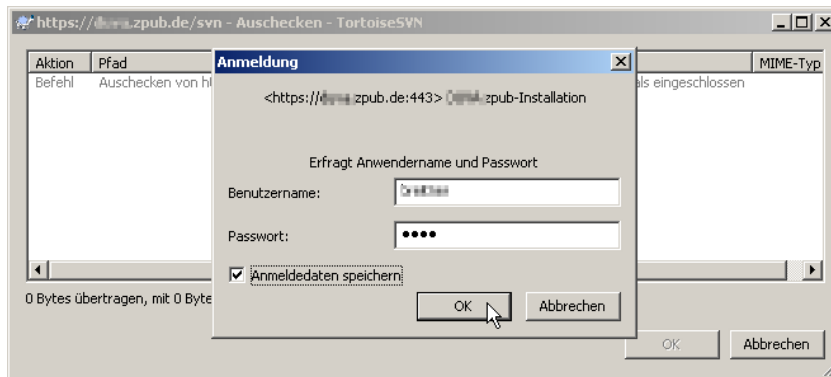 https:// .zpub.de/svn - Auschecken - TortoiseSVN
Aktion Pfad MIME-Typ
Befehl Auschecken von eingeschlossen
Anmeldung
<https:// zpub.de:443> zpub-Installation
Erfragt Anwendername und Passwort
Benutzername:
Passwort: ●●●●
Anmeldedaten speichern
0 Bytes übertragen, mit 0
OK Abbrechen
OK Abbrechen